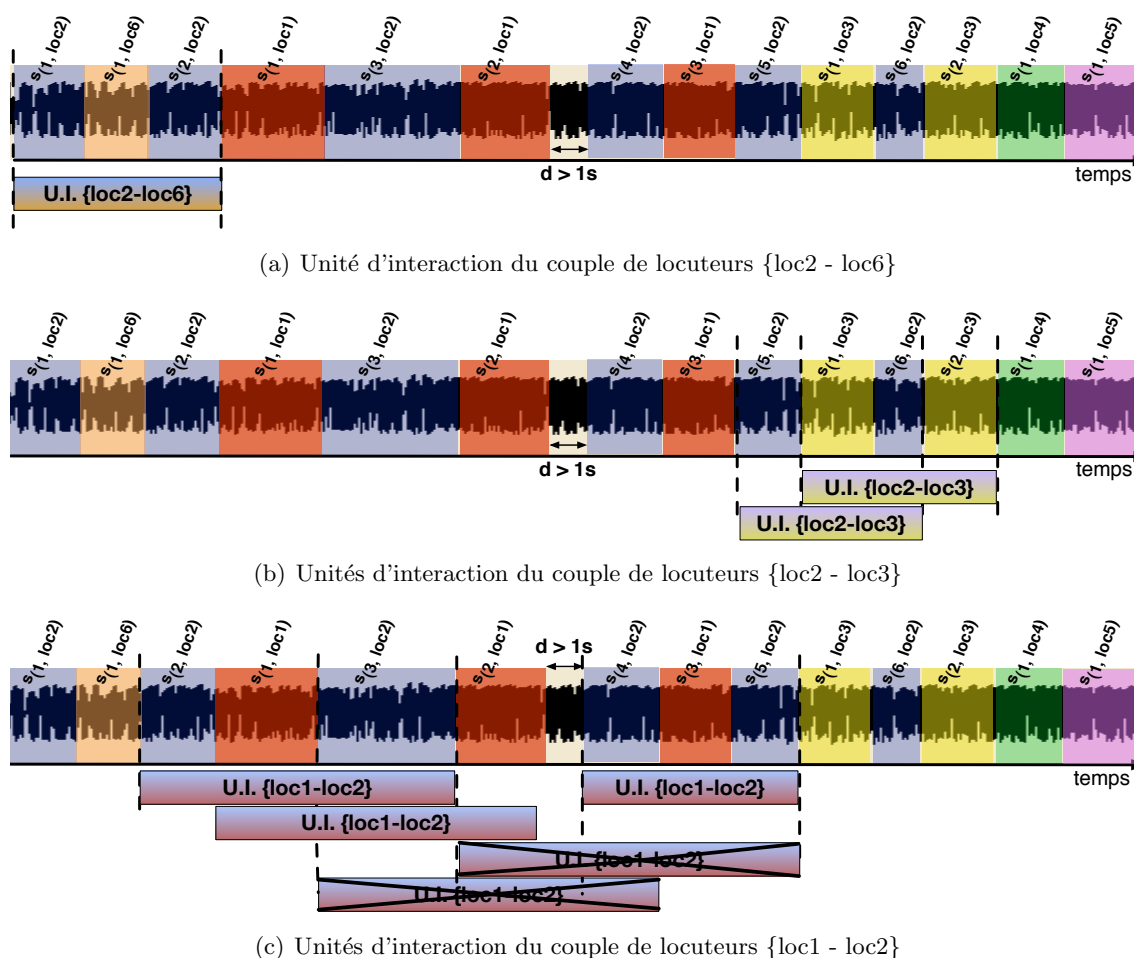 s(1, loc2) s(1, loc6) s(2, loc2) s(1, loc1) s(3, loc2) s(2, loc1) s(4, loc2) s(3, loc1) s(5, loc2) s(1, loc3) s(6, loc2) s(2, loc3) s(1, loc4) s(1, loc5)
d > 1s
temps
U.I. {loc2-loc6}
(a) Unité d'interaction du couple de locuteurs {loc2 - loc6}
s(1, loc2) s(1, loc6) s(2, loc2) s(1, loc1) s(3, loc2) s(2, loc1) s(4, loc2) s(3, loc1) s(5, loc2) s(1, loc3) s(6, loc2) s(2, loc3) s(1, loc4) s(1, loc5)
d > 1s
temps
U.I. {loc2-loc3}
U.I. {loc2-loc3}
(b) Unités d'interaction du couple de locuteurs {loc2 - loc3}
s(1, loc2) s(1, loc6) s(2, loc2) s(1, loc1) s(3, loc2) s(2, loc1) d > 1s s(4, loc2) s(3, loc1) s(5, loc2) s(1, loc3) s(6, loc2) s(2, loc3) s(1, loc4) s(1, loc5)
temps
U.I. {loc1-loc2} U.I. {loc1-loc2}
U.I. {loc1-loc2}
U.I. {loc1-loc2}
U.I. {loc1-loc2}
(c) Unités d'interaction du couple de locuteurs {loc1 - loc2}